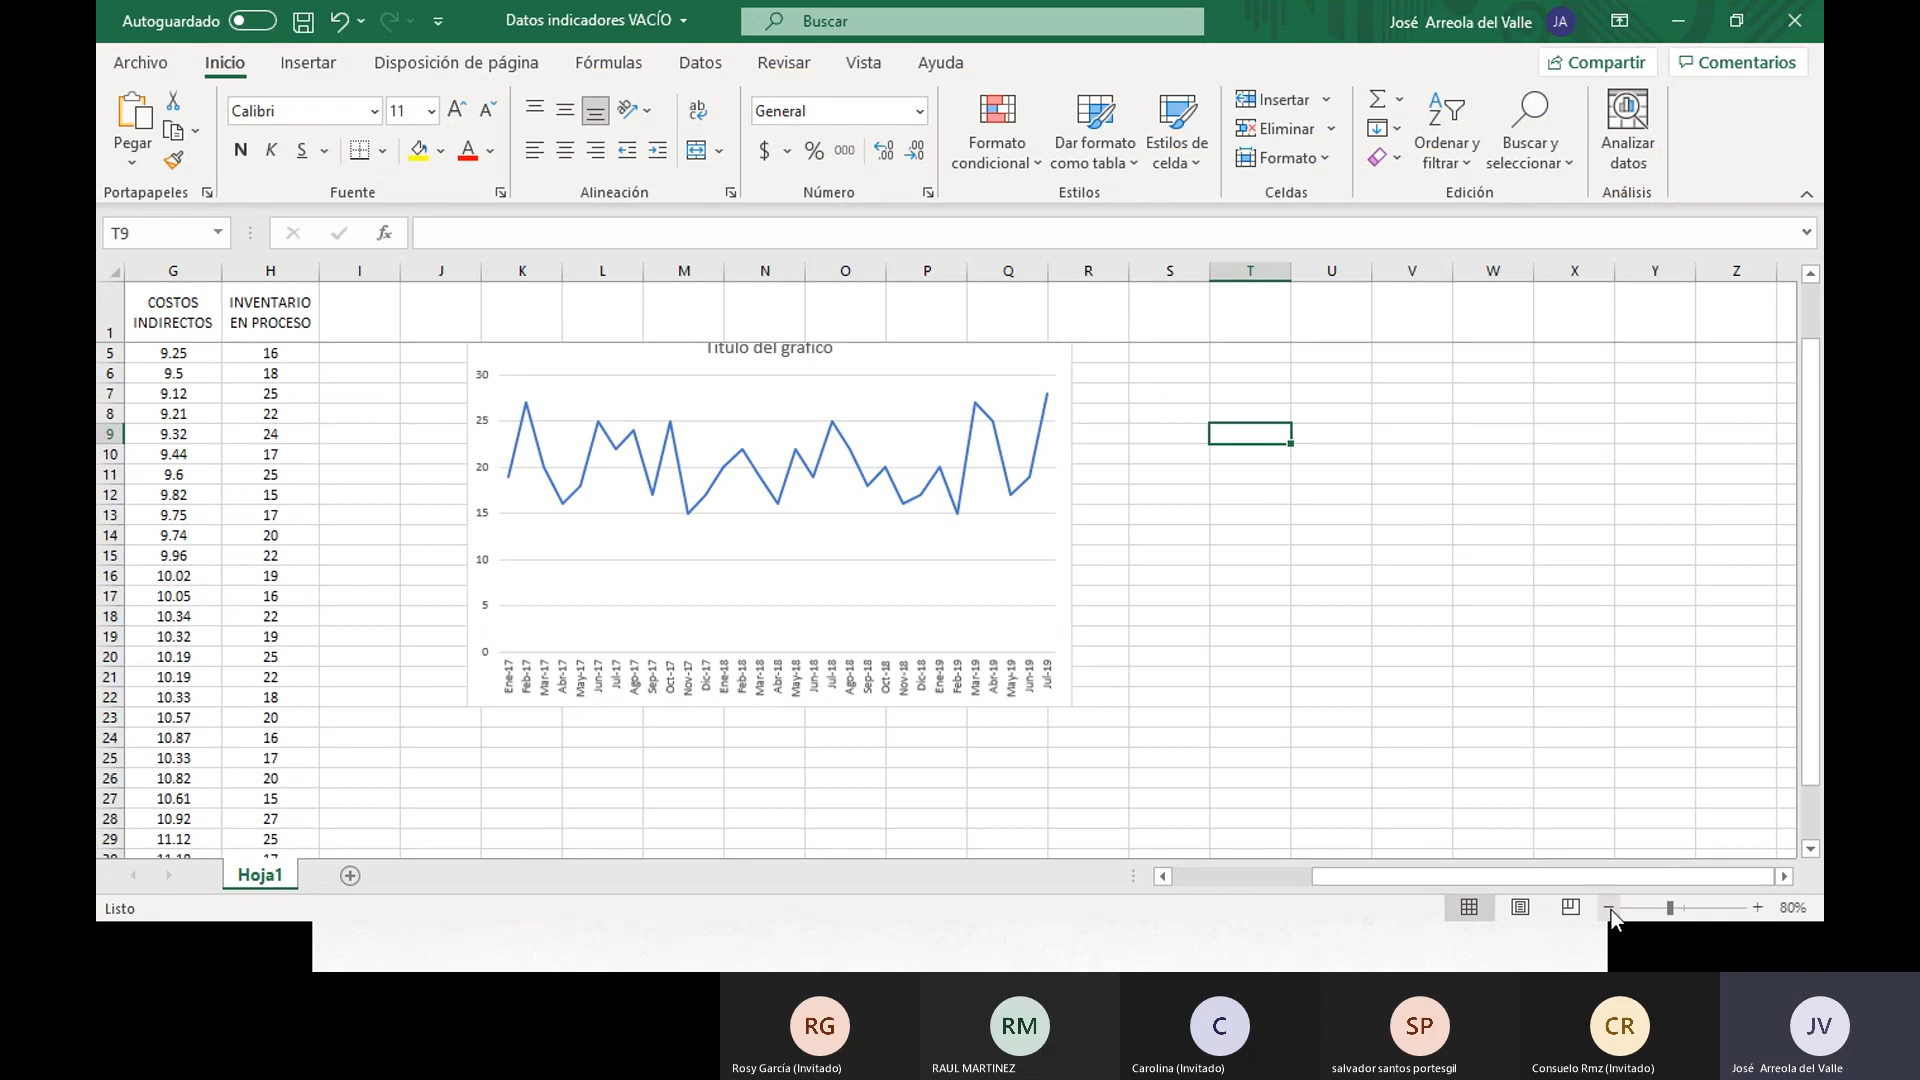 Autoguardado
Datos indicadores VACÍO
Buscar
José Arreola del Valle
JA
Archivo
Inicio
Insertar
Disposición de página
Fórmulas
Datos
Revisar
Vista
Ayuda
Compartir
Comentarios
Pegar
Portapapeles
Calibri
11
N K S
Fuente
ab
Alineación
General
$ % 000
Número
Formato condicional
Dar formato como tabla
Estilos de celda
Estilos
Insertar
Eliminar
Formato
Celdas
Ordenar y filtrar
Buscar y seleccionar
Edición
Analizar datos
Análisis
T9
fx
G H I J K L M N O P Q R S T U V W X Y Z
1 COSTOS INDIRECTOS INVENTARIO EN PROCESO
5 9.25 16
6 9.5 18
7 9.12 25
8 9.21 22
9 9.32 24
10 9.44 17
11 9.6 25
12 9.82 15
13 9.75 17
14 9.74 20
15 9.96 22
16 10.02 19
17 10.05 16
18 10.34 22
19 10.32 19
20 10.19 25
21 10.19 22
22 10.33 18
23 10.57 20
24 10.87 16
25 10.33 17
26 10.82 20
27 10.61 15
28 10.92 27
29 11.12 25
Título del gráfico
30
25
20
15
10
5
0
Ene-17 Feb-17 Mar-17 Abr-17 May-17 Jun-17 Jul-17 Ago-17 Sep-17 Oct-17 Nov-17 Dic-17 Ene-18 Feb-18 Mar-18 Abr-18 May-18 Jun-18 Jul-18 Ago-18 Sep-18 Oct-18 Nov-18 Dic-18 Ene-19 Feb-19 Mar-19 Abr-19 May-19 Jun-19 Jul-19
Hoja1
Listo
80%
RG
RM
C
SP
CR
JV
Rosy García (Invitado)
RAUL MARTINEZ
Carolina (Invitado)
salvador santos portesgil
Consuelo Rmz (Invitado)
José Arreola del Valle